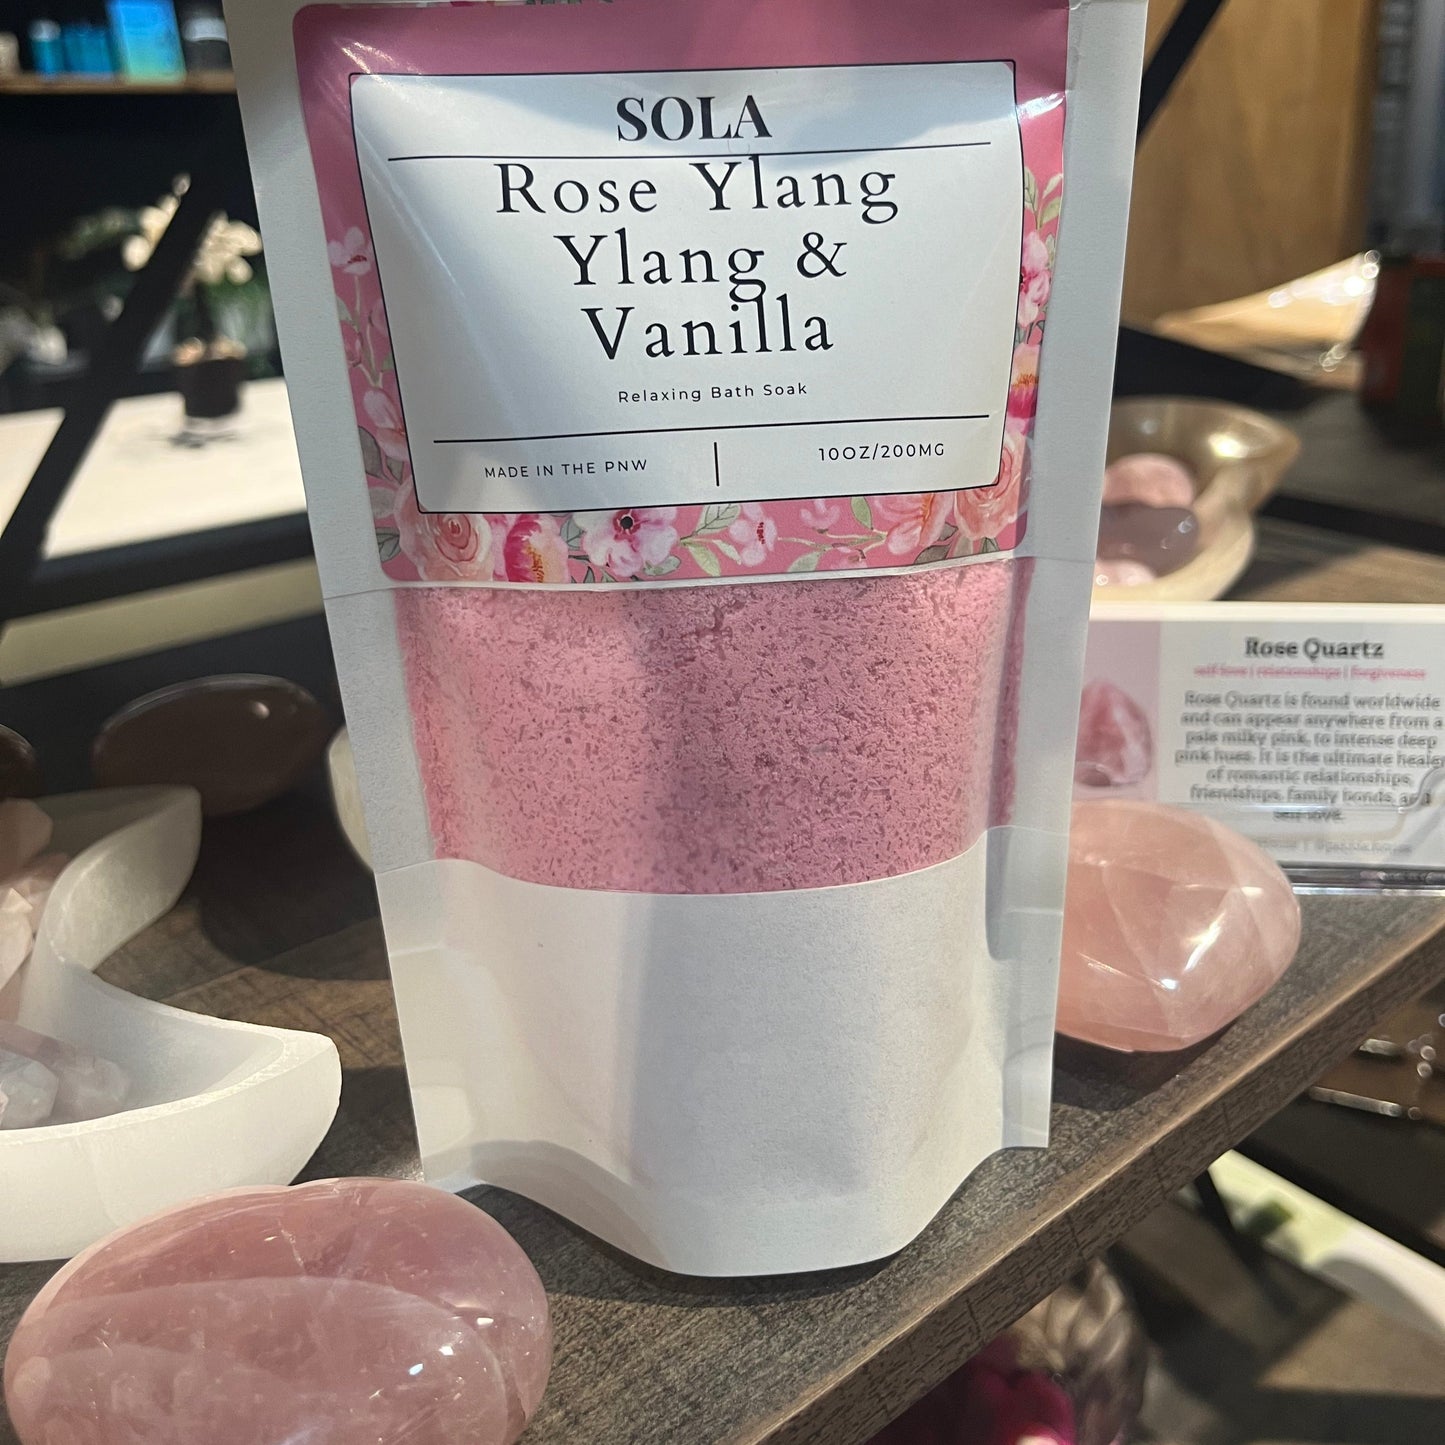 SOLA
Rose Ylang
Ylang &
Vanilla
Relaxing Bath Soak
MADE IN THE PNW
10OZ/200MG
Rose Quartz
self-love | relationships | forgiveness
Rose Quartz is found worldwide
and can appear anywhere from a
pale milky pink, to intense deep
pink hues. It is the ultimate healer
of romantic relationships,
friendships, family bonds, and
self-love.